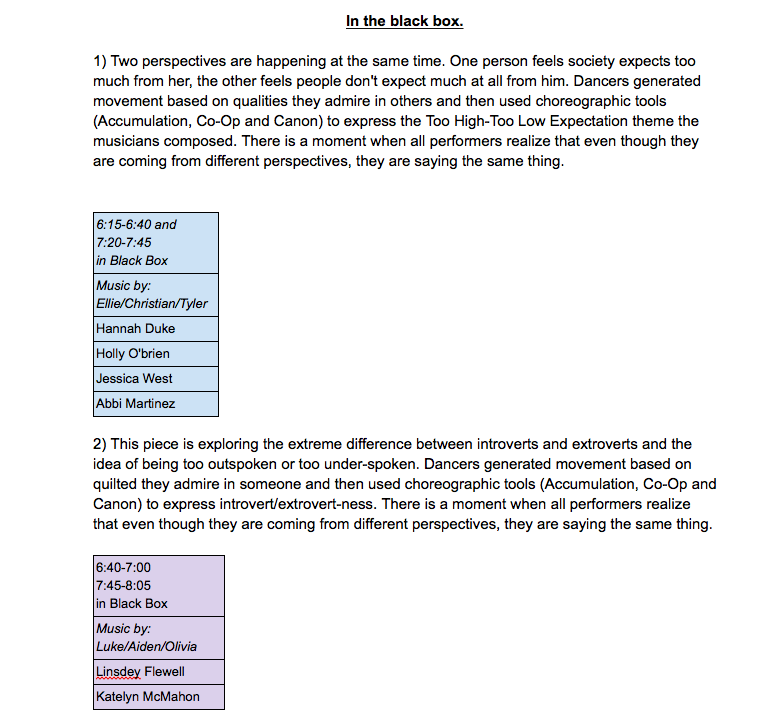 In the black box.
1) Two perspectives are happening at the same time. One person feels society expects too
much from her, the other feels people don't expect much at all from him. Dancers generated
movement based on qualities they admire in others and then used choreographic tools
(Accumulation, Co-Op and Canon) to express the Too High-Too Low Expectation theme the
musicians composed. There is a moment when all performers realize that even though they
are coming from different perspectives, they are saying the same thing.
6:15-6:40 and
7:20-7:45
in Black Box
Music by:
Ellie/Christian/Tyler
Hannah Duke
Holly O'brien
Jessica West
Abbi Martinez
2) This piece is exploring the extreme difference between introverts and extroverts and the
idea of being too outspoken or too under-spoken. Dancers generated movement based on
quilted they admire in someone and then used choreographic tools (Accumulation, Co-Op and
Canon) to express introvert/extrovert-ness. There is a moment when all performers realize
that even though they are coming from different perspectives, they are saying the same thing.
6:40-7:00
7:45-8:05
in Black Box
Music by:
Luke/Aiden/Olivia
Linsdey Flewell
Katelyn McMahon